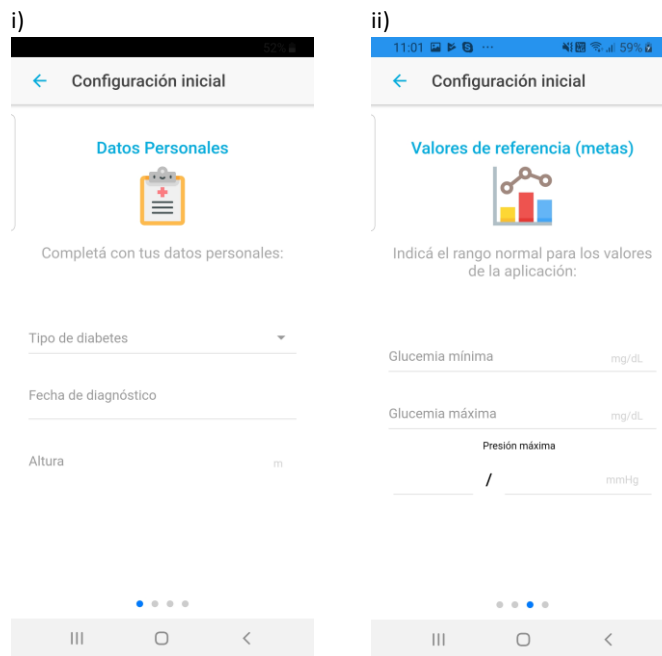 i)
52%
Configuración inicial
Datos Personales
Completá con tus datos personales:
Tipo de diabetes
Fecha de diagnóstico
Altura
m
ii)
11:01
59%
Configuración inicial
Valores de referencia (metas)
Indicá el rango normal para los valores
de la aplicación:
Glucemia mínima
mg/dL
Glucemia máxima
mg/dL
Presión máxima
/
mmHg